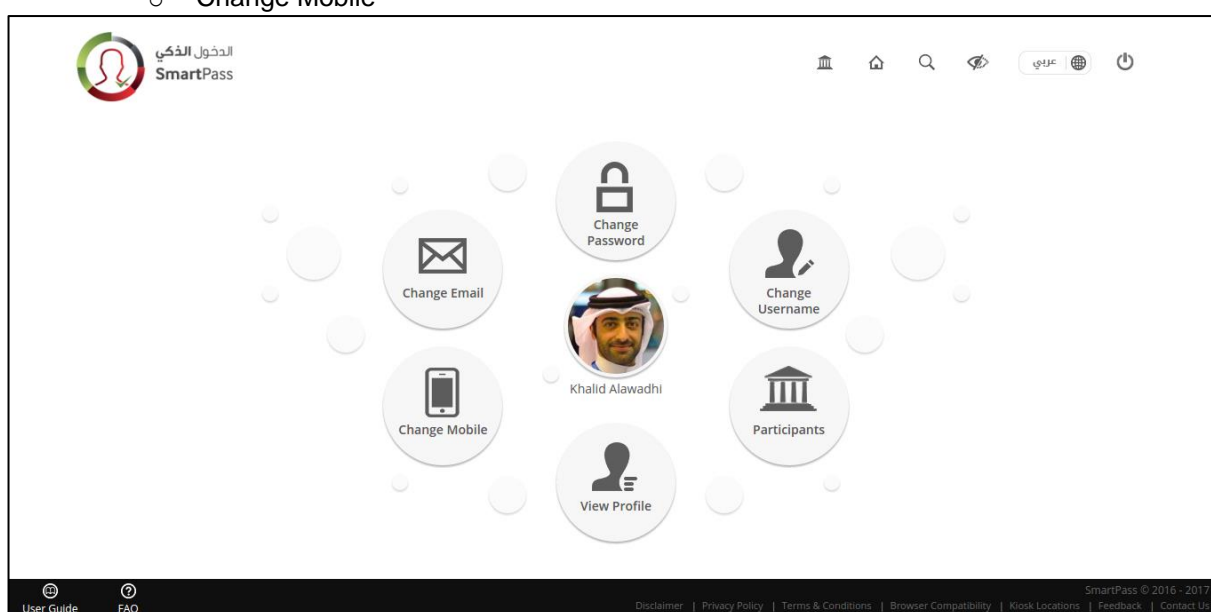 o Change Mobile
الدخول الذكي
SmartPass
عربي
Change
Password
Change Email
Change
Username
Khalid Alawadhi
Change Mobile
Participants
View Profile
User Guide
FAQ
SmartPass © 2016 - 2017
Disclaimer | Privacy Policy | Terms & Conditions | Browser Compatibility | Kiosk Locations | Feedback | Contact Us